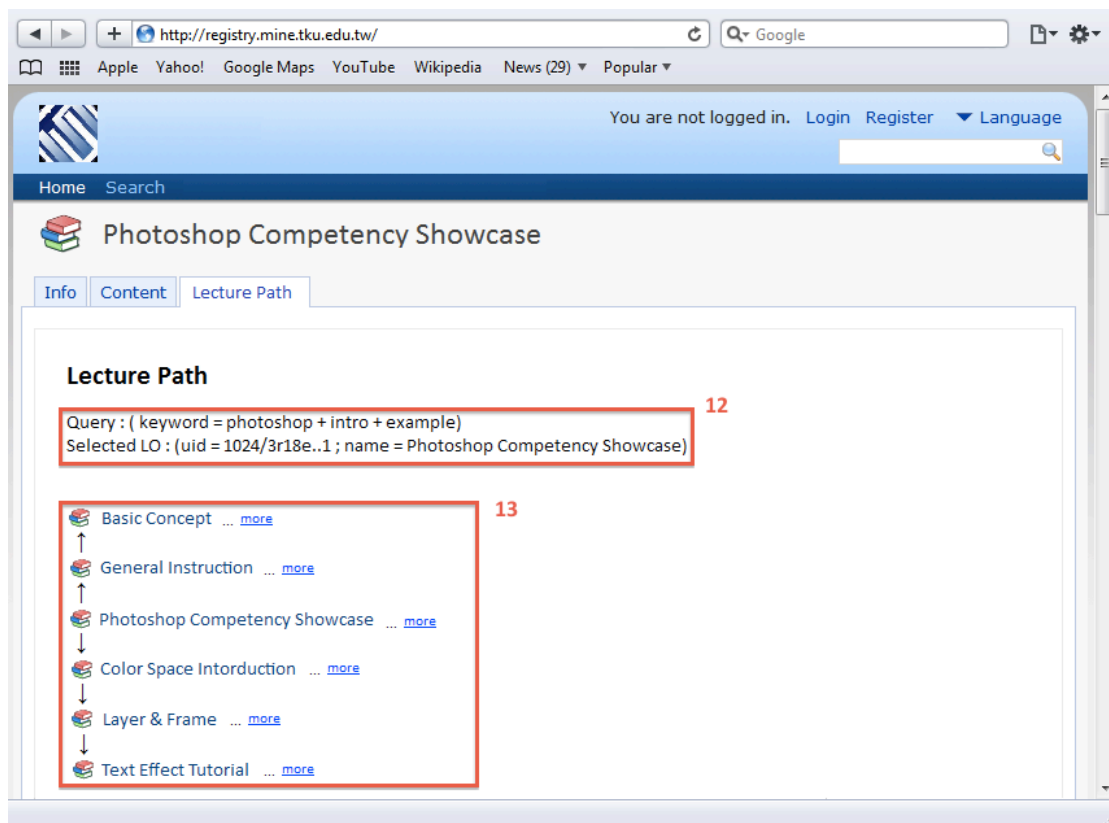 http://registry.mine.tku.edu.tw/
Google
Apple Yahoo! Google Maps YouTube Wikipedia News (29) Popular
You are not logged in. Login Register Language
Home Search
Photoshop Competency Showcase
Info Content Lecture Path
Lecture Path
12
Query : ( keyword = photoshop + intro + example)
Selected LO : (uid = 1024/3r18e..1 ; name = Photoshop Competency Showcase)
13
Basic Concept ... more
General Instruction ... more
Photoshop Competency Showcase ... more
Color Space Intorduction ... more
Layer & Frame ... more
Text Effect Tutorial ... more